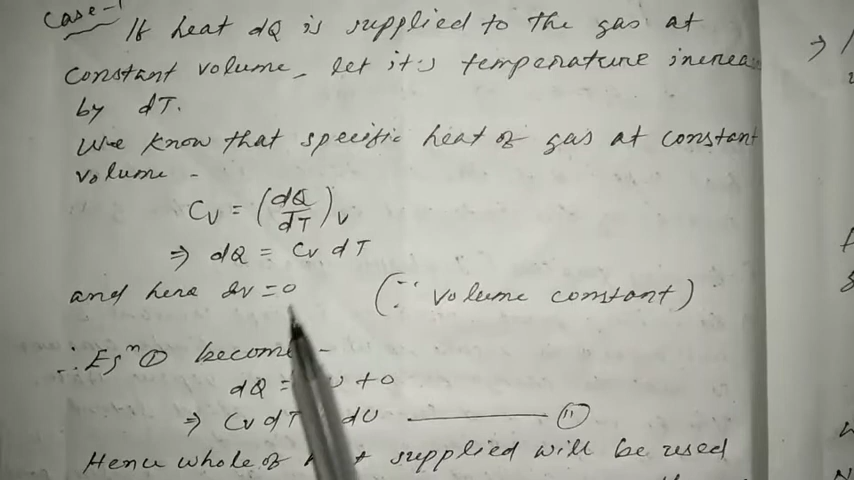 Case-1
If heat dQ is supplied to the gas at
constant volume, let it's temperature increa
by dT.
We know that specific heat of gas at constant
volume -
Cv = (dQ/dT)v
⇒ dQ = Cv dT
and here dv = 0 (∵ volume constant)
∴ Eqⁿ ① become -
dQ = U + 0
⇒ Cv dT dU ——— ⑪
Hence whole of supplied will be used